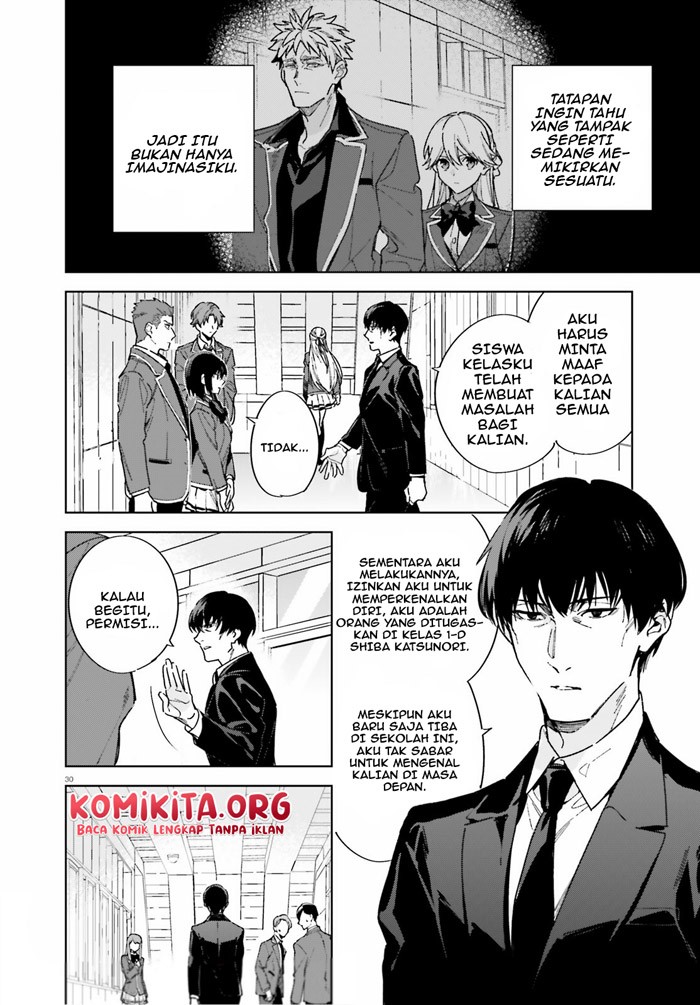 TATAPAN
INGIN TAHU
YANG TAMPAK
SEPERTI
SEDANG ME-
MIKIRKAN
SESUATU.
JADI ITU
BUKAN HANYA
IMAJINASIKU.
AKU
HARUS
MINTA
MAAF
KEPADA
KALIAN
SEMUA
SISWA
KELASKU
TELAH
MEMBUAT
MASALAH
BAGI
KALIAN.
TIDAK...
SEMENTARA AKU
MELAKUKANNYA,
IZINKAN AKU UNTUK
MEMPERKENALKAN
DIRI, AKU ADALAH
ORANG YANG DITUGAS-
KAN DI KELAS 1-D
SHIBA KATSUNORI.
MESKIPUN AKU
BARU SAJA TIBA
DI SEKOLAH INI,
AKU TAK SABAR
UNTUK MENGENAL
KALIAN DI MASA
DEPAN.
KALAU
BEGITU,
PERMISI...
30
KOMIKITA.ORG
BACA KOMIK LENGKAP TANPA IKLAN